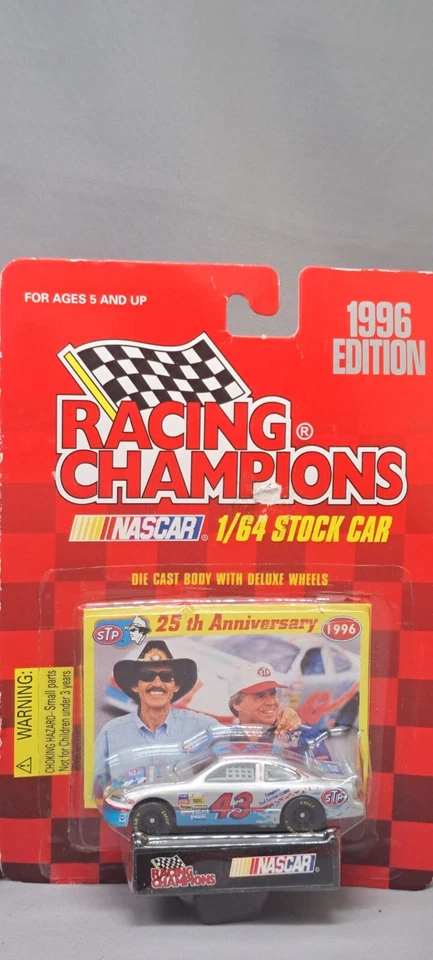 FOR AGES 5 AND UP
1996
EDITION
RACING®
CHAMPIONS
NASCAR® 1/64 STOCK CAR
DIE CAST BODY WITH DELUXE WHEELS
STP 25th Anniversary 1996
WARNING:
CHOKING HAZARD–Small parts
Not for Children under 3 years
STP
43
STP
RACING
CHAMPIONS
NASCAR